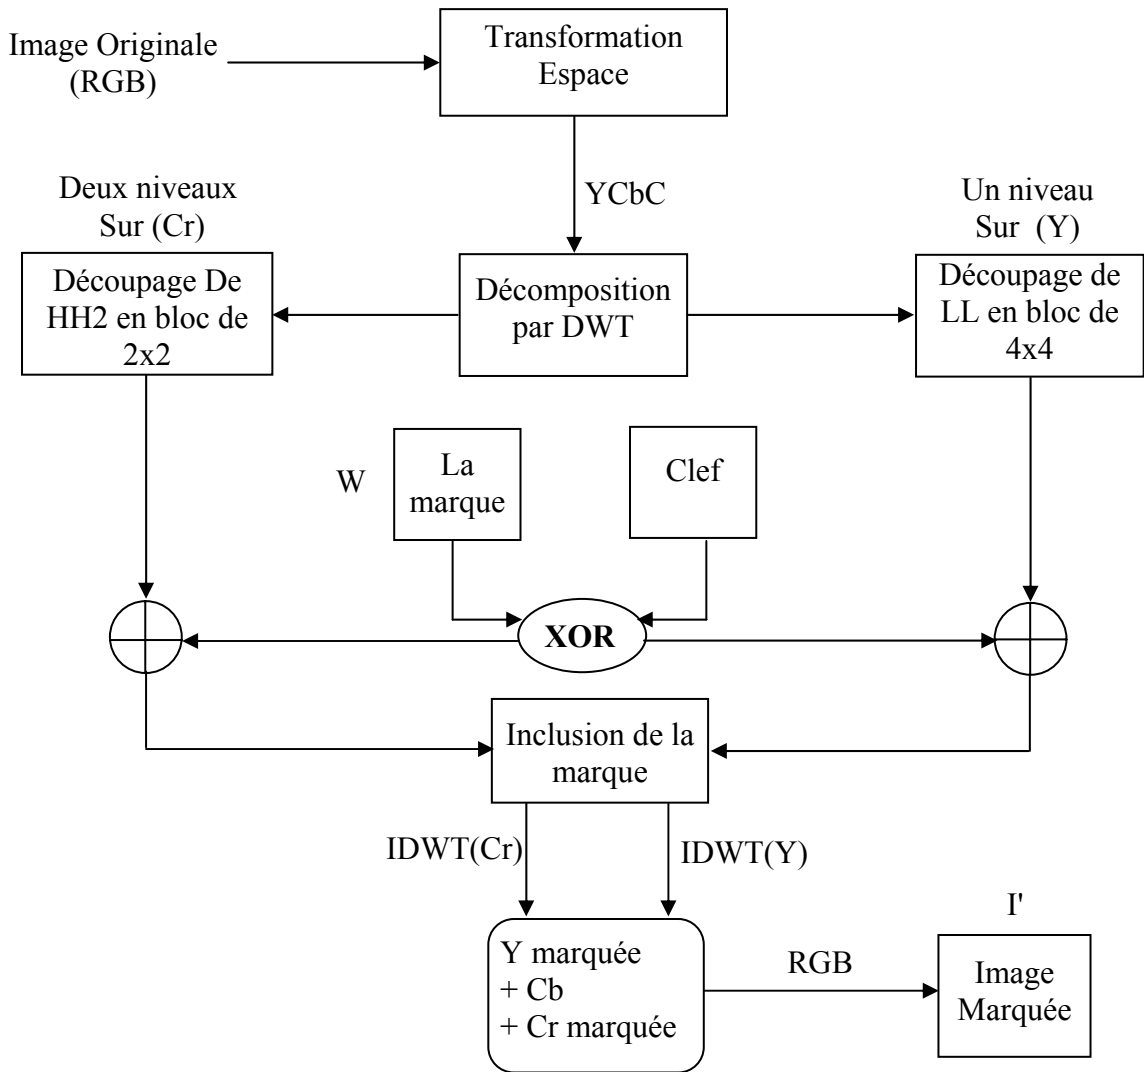 Image Originale
(RGB)
Transformation
Espace
YCbC
Deux niveaux
Sur (Cr)
Un niveau
Sur (Y)
Découpage De
HH2 en bloc de
2x2
Décomposition
par DWT
Découpage de
LL en bloc de
4x4
W
La
marque
Clef
XOR
Inclusion de la
marque
IDWT(Cr)
IDWT(Y)
Y marquée
+ Cb
+ Cr marquée
RGB
I'
Image
Marquée